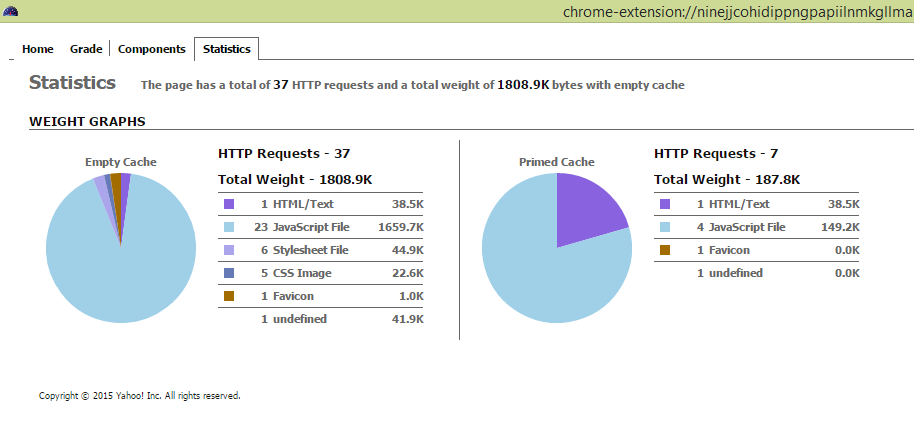 chrome-extension://ninejjcohidippngpapiilnmkgllma
Home Grade Components Statistics
Statistics The page has a total of 37 HTTP requests and a total weight of 1808.9K bytes with empty cache
WEIGHT GRAPHS
Empty Cache
HTTP Requests - 37
Total Weight - 1808.9K
1 HTML/Text 38.5K
23 JavaScript File 1659.7K
6 Stylesheet File 44.9K
5 CSS Image 22.6K
1 Favicon 1.0K
1 undefined 41.9K
Primed Cache
HTTP Requests - 7
Total Weight - 187.8K
1 HTML/Text 38.5K
4 JavaScript File 149.2K
1 Favicon 0.0K
1 undefined 0.0K
Copyright © 2015 Yahoo! Inc. All rights reserved.